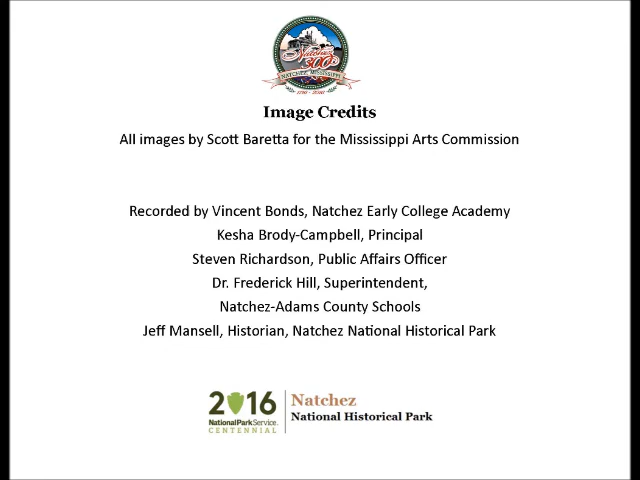 Natchez
300
NATCHEZ, MISSISSIPPI
Image Credits
All images by Scott Baretta for the Mississippi Arts Commission
Recorded by Vincent Bonds, Natchez Early College Academy
Kesha Brody-Campbell, Principal
Steven Richardson, Public Affairs Officer
Dr. Frederick Hill, Superintendent,
Natchez-Adams County Schools
Jeff Mansell, Historian, Natchez National Historical Park
2016
National Park Service.
CENTENNIAL
Natchez
National Historical Park